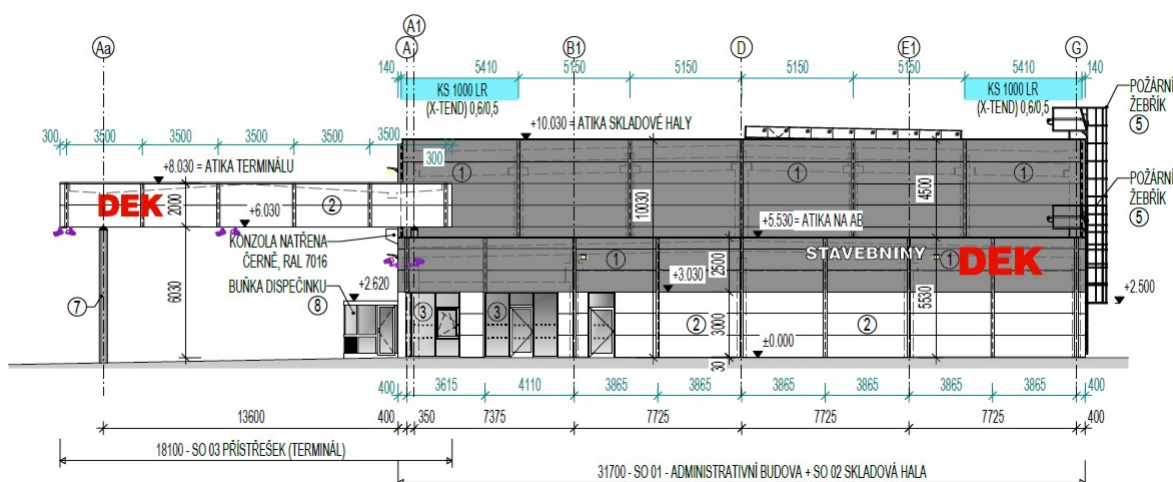 A1
Aa A B1 D E1 G
140 5410 5150 5150 5150 5150 5410 140
KS 1000 LR
(X-TEND) 0,6/0,5
KS 1000 LR
(X-TEND) 0,6/0,5
POŽÁRNÍ
ŽEBŘÍK
5
+10.030 = ATIKA SKLADOVÉ HALY
300 3500 3500 3500 3500 3500
300
+8.030 = ATIKA TERMINÁLU
1 1 1
DEK
2000
2
+6.030
10030
4500
POŽÁRNÍ
ŽEBŘÍK
5
+5.530 = ATIKA NA AB
KONZOLA NATŘENA
ČERNĚ, RAL 7016
STAVEBNINY DEK
1 1
2500
BUŇKA DISPEČINKU
8
+2.620
+3.030
+2.500
7
6030
3 3
2 2
3000
5530
±0.000
30
400 3615 4110 3865 3865 3865 3865 3865 3865 400
13600 400 350 7375 7725 7725 7725 400
18100 - SO 03 PŘÍSTŘEŠEK (TERMINÁL)
31700 - SO 01 - ADMINISTRATIVNÍ BUDOVA + SO 02 SKLADOVÁ HALA